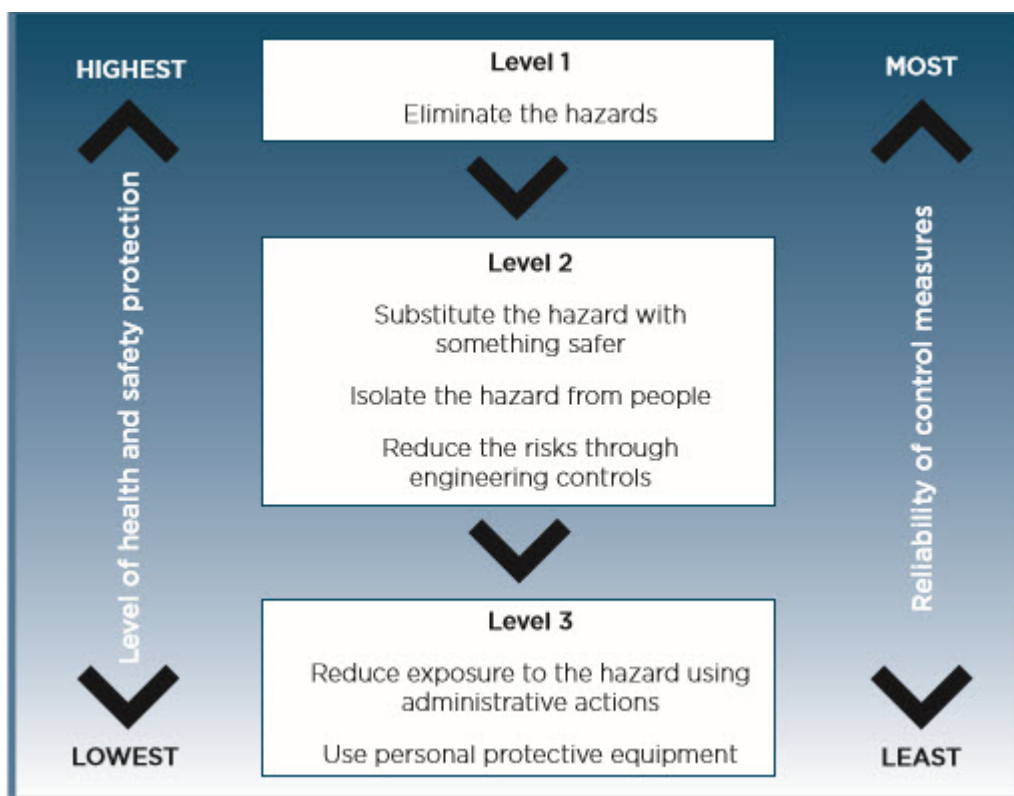 HIGHEST
Level of health and safety protection
LOWEST
Level 1
Eliminate the hazards
Level 2
Substitute the hazard with
something safer
Isolate the hazard from people
Reduce the risks through
engineering controls
Level 3
Reduce exposure to the hazard using
administrative actions
Use personal protective equipment
MOST
Reliability of control measures
LEAST